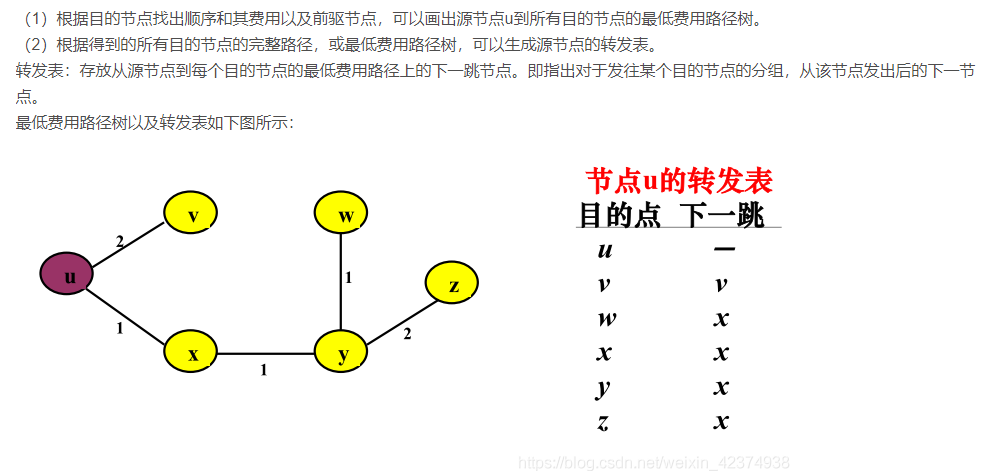 （1）根据目的节点找出顺序和其费用以及前驱节点，可以画出源节点u到所有目的节点的最低费用路径树。
（2）根据得到的所有目的节点的完整路径，或最低费用路径树，可以生成源节点的转发表。
转发表：存放从源节点到每个目的节点的最低费用路径上的下一跳节点。即指出对于发往某个目的节点的分组，从该节点发出后的下一节
点。
最低费用路径树以及转发表如下图所示：
v
w
2
u
1
z
1
2
x
y
1
节点u的转发表
目的点 下一跳
u —
v v
w x
x x
y x
z x
https://blog.csdn.net/weixin_42374938